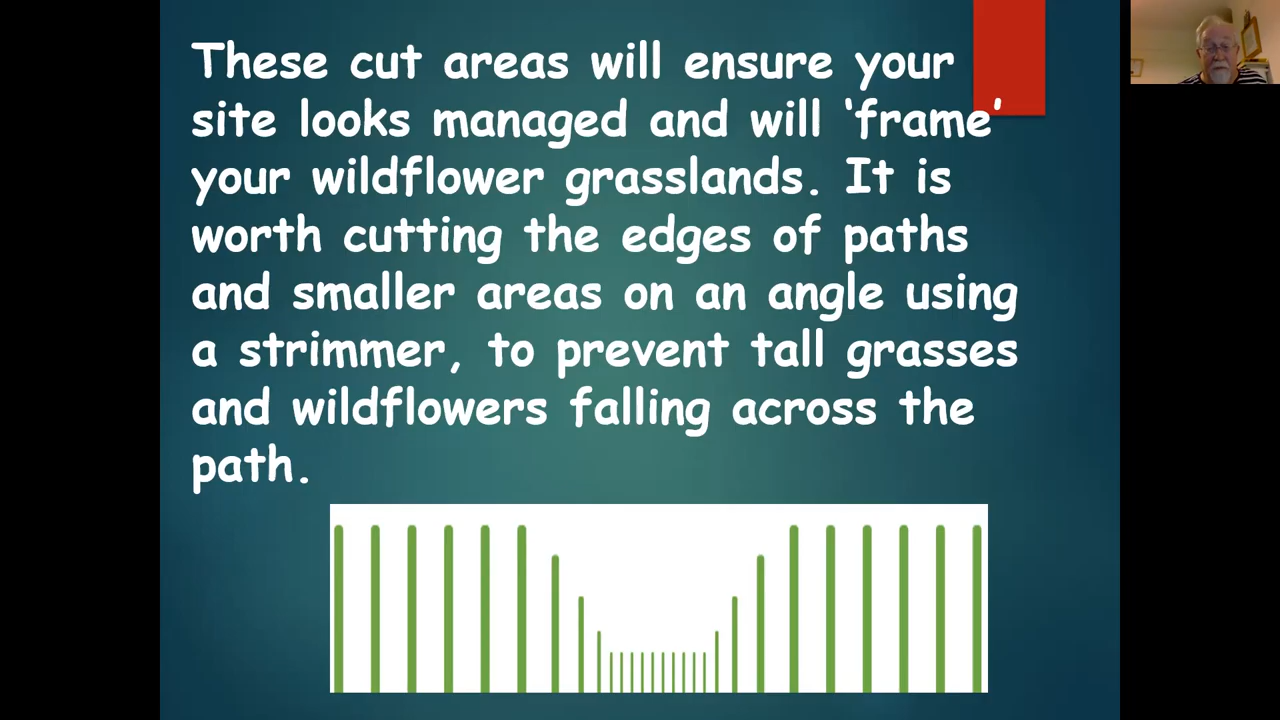 These cut areas will ensure your
site looks managed and will ‘frame’
your wildflower grasslands. It is
worth cutting the edges of paths
and smaller areas on an angle using
a strimmer, to prevent tall grasses
and wildflowers falling across the
path.